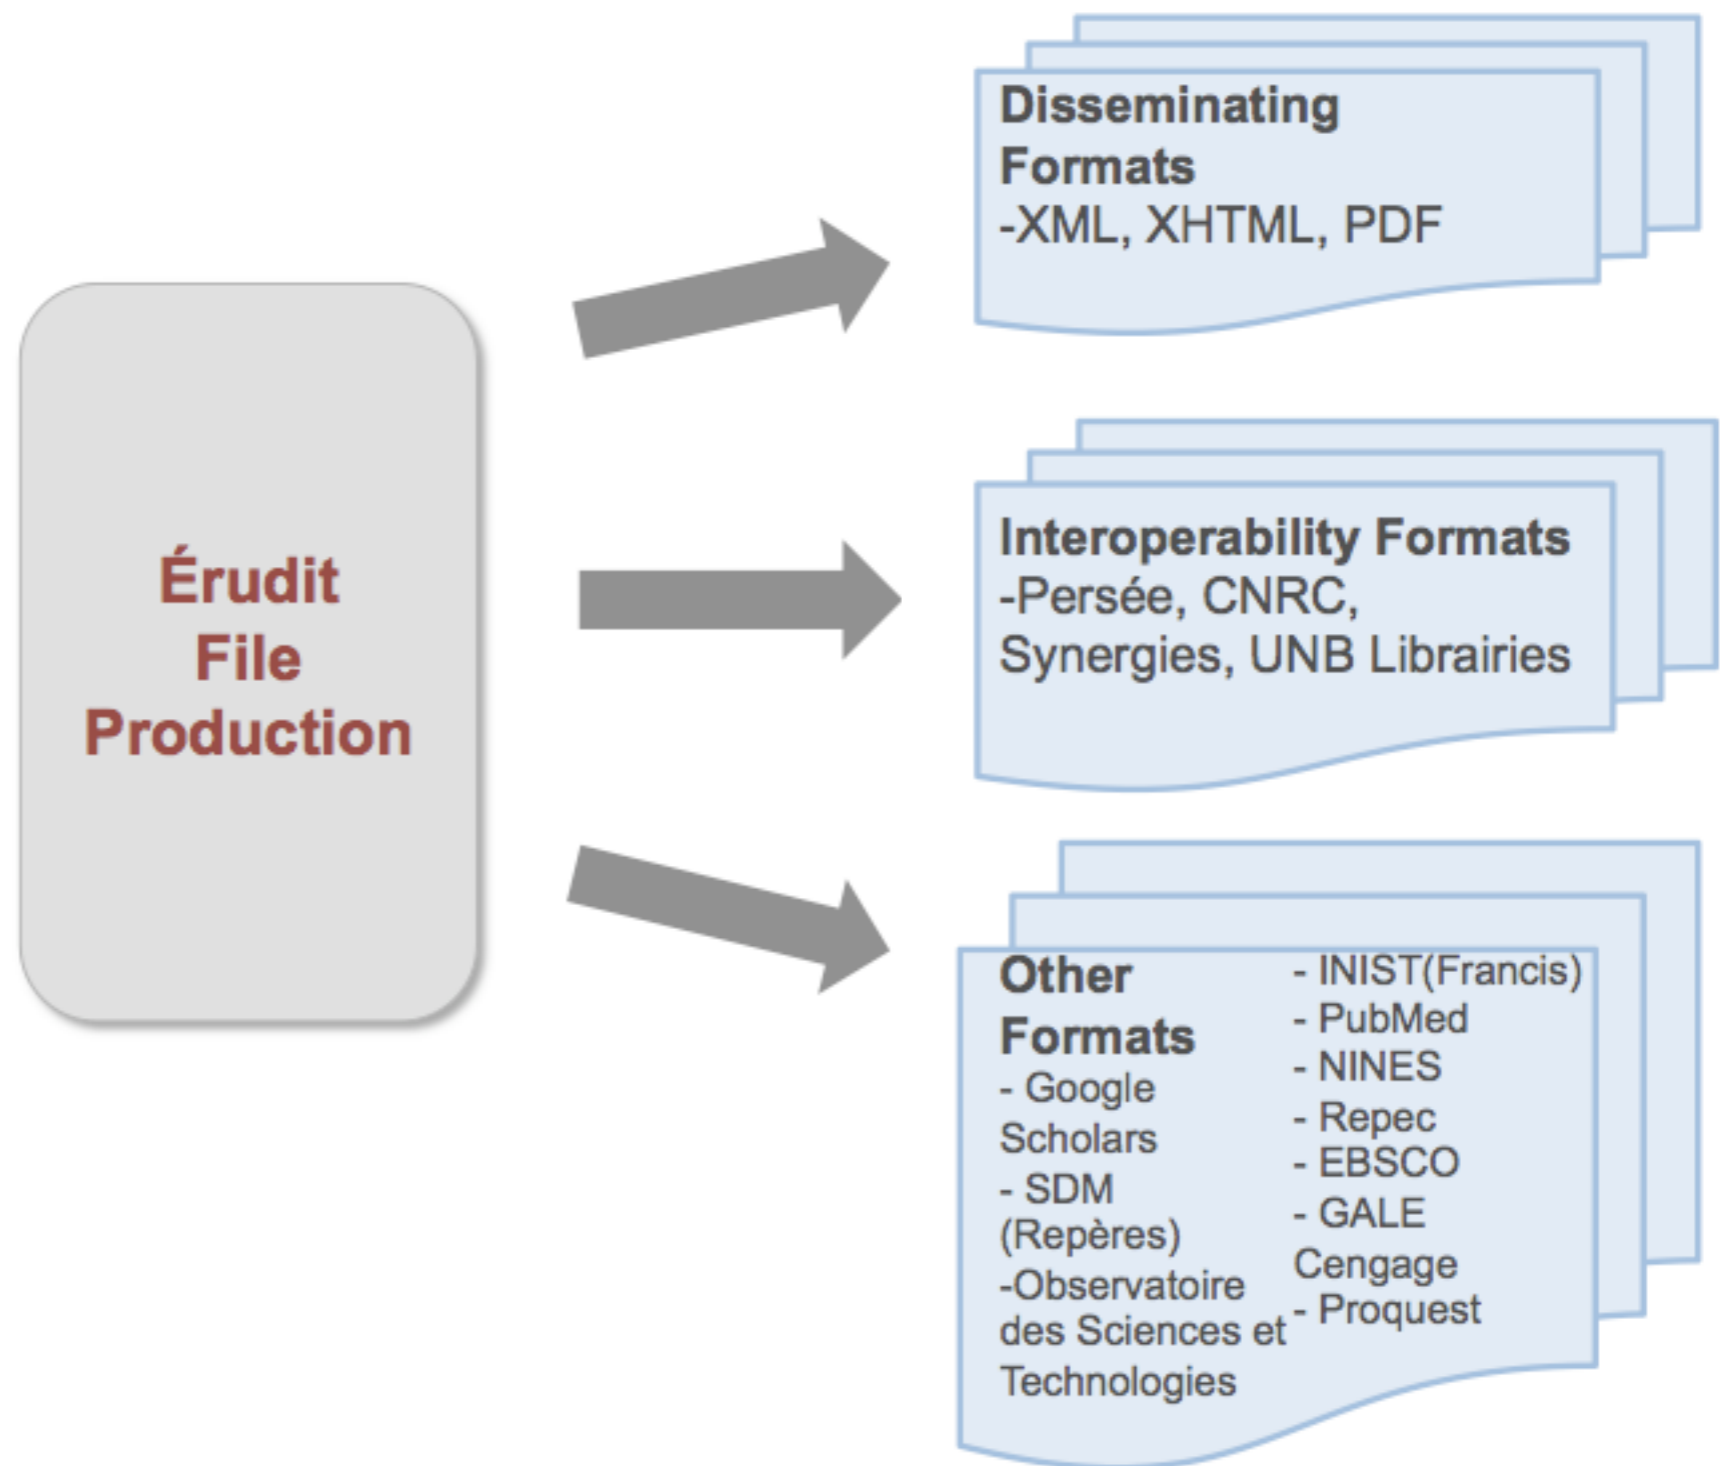 Érudit
File
Production
Disseminating
Formats
-XML, XHTML, PDF
Interoperability Formats
-Persée, CNRC,
Synergies, UNB Librairies
Other
Formats
- Google
Scholars
- SDM
(Repères)
-Observatoire
des Sciences et
Technologies
- INIST(Francis)
- PubMed
- NINES
- Repec
- EBSCO
- GALE
Cengage
- Proquest